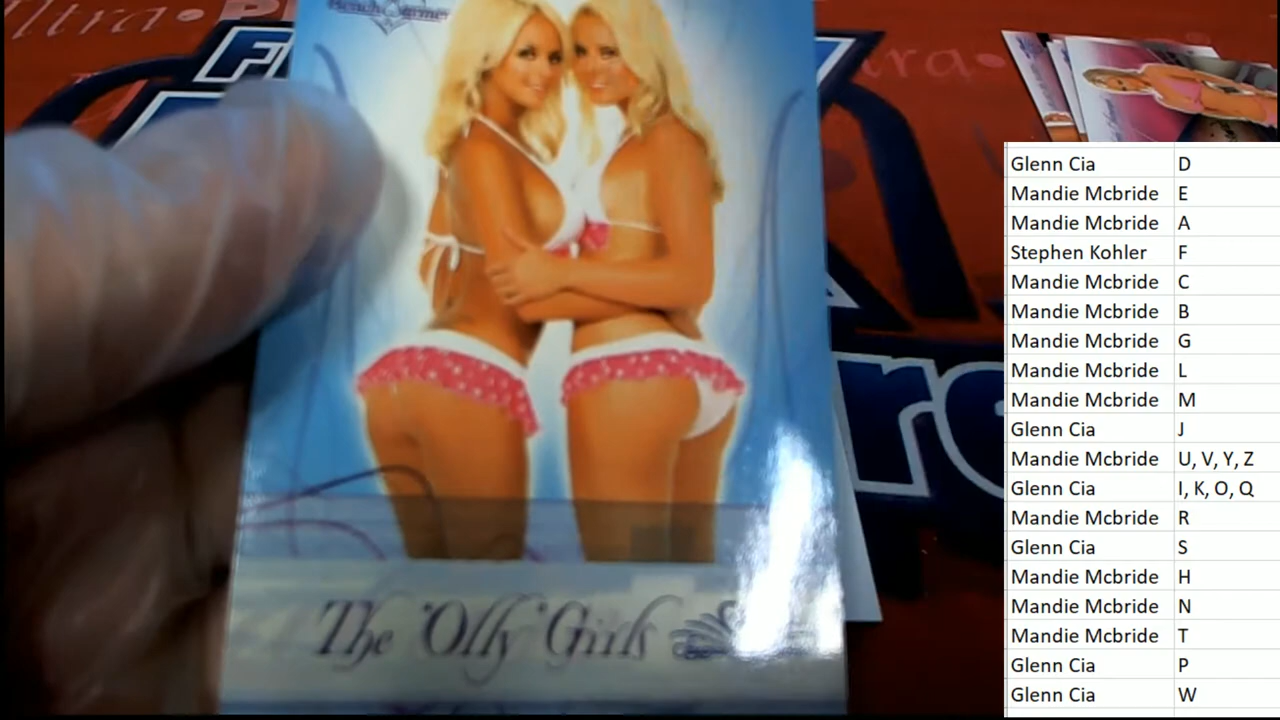 BenchWarmer
The 'Olly' Girls
Glenn Cia D
Mandie Mcbride E
Mandie Mcbride A
Stephen Kohler F
Mandie Mcbride C
Mandie Mcbride B
Mandie Mcbride G
Mandie Mcbride L
Mandie Mcbride M
Glenn Cia J
Mandie Mcbride U, V, Y, Z
Glenn Cia I, K, O, Q
Mandie Mcbride R
Glenn Cia S
Mandie Mcbride H
Mandie Mcbride N
Mandie Mcbride T
Glenn Cia P
Glenn Cia W